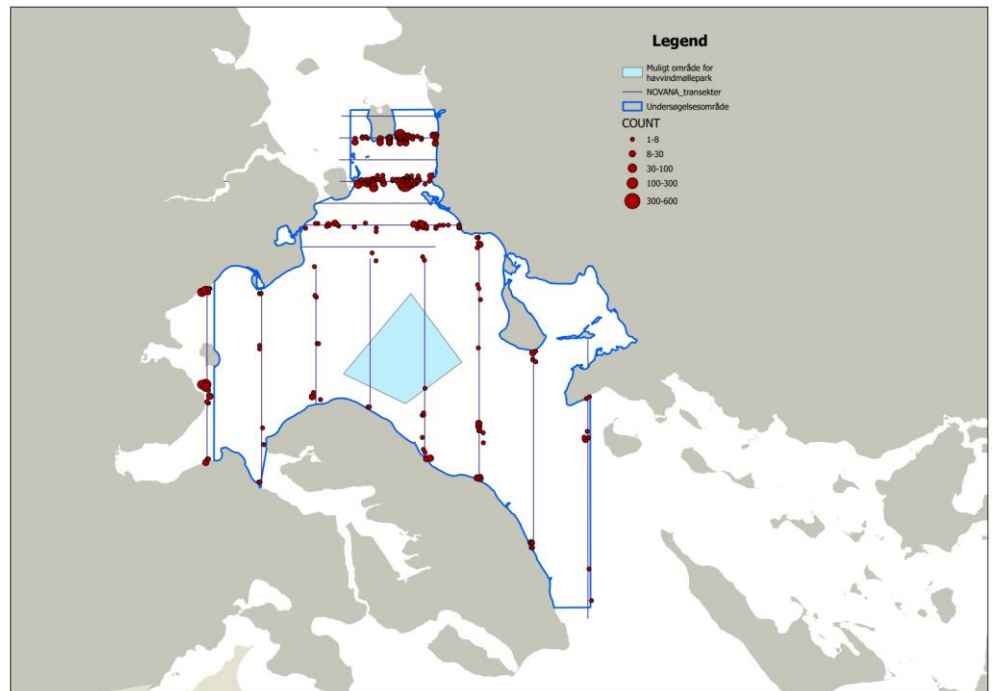 Legend
Muligt område for
havvindmøllepark
NOVANA_transekter
Undersøgelsesområde
COUNT
1-8
8-30
30-100
100-300
300-600